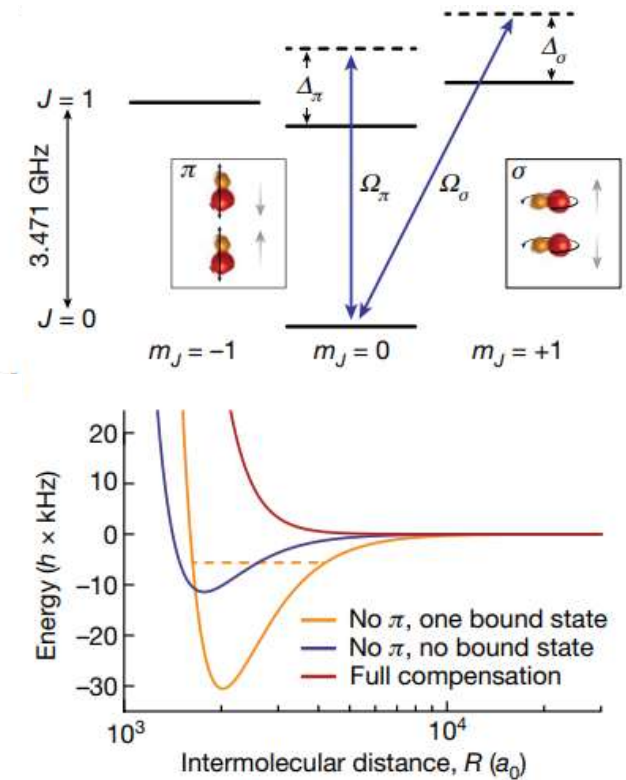 Δπ
Δσ
J = 1
3.471 GHz
π
Ωπ
Ωσ
σ
J = 0
mJ = –1
mJ = 0
mJ = +1
Energy (h × kHz)
20
10
0
–10
–20
–30
No π, one bound state
No π, no bound state
Full compensation
10³
10⁴
Intermolecular distance, R (a₀)